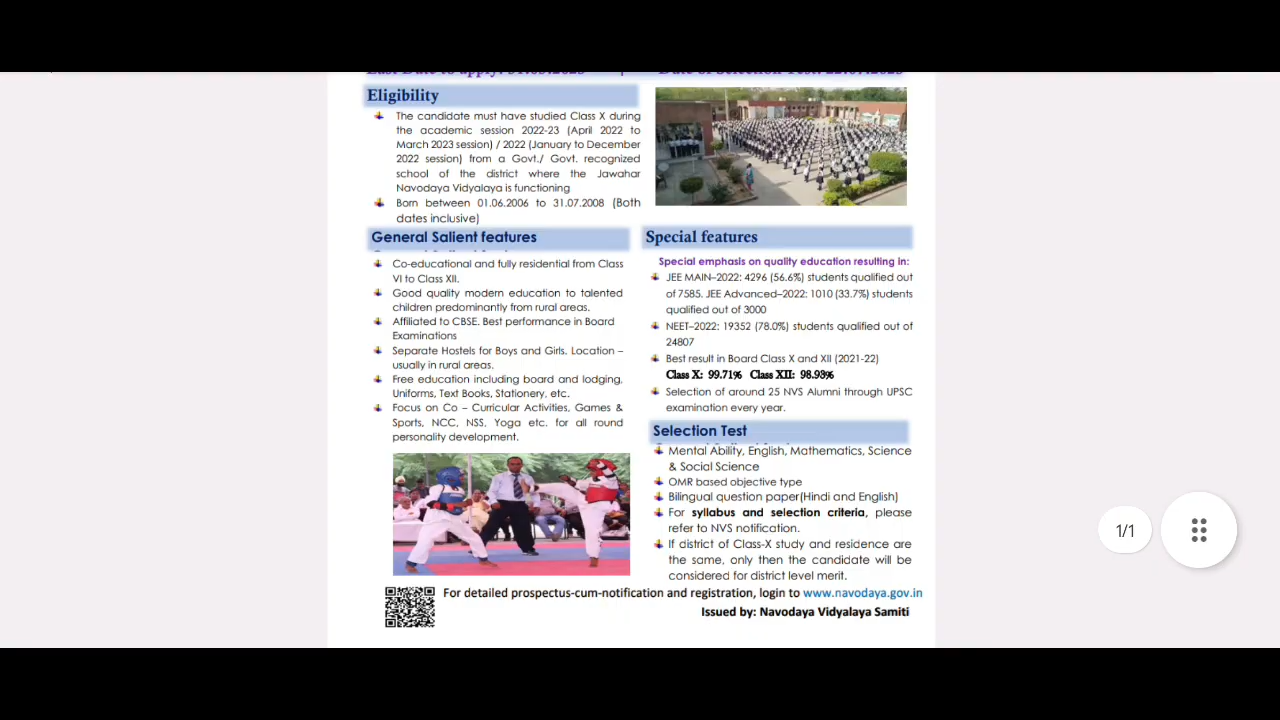 Eligibility
The candidate must have studied Class X during
the academic session 2022-23 (April 2022 to
March 2023 session) / 2022 (January to December
2022 session) from a Govt./ Govt. recognized
school of the district where the Jawahar
Navodaya Vidyalaya is functioning
Born between 01.06.2006 to 31.07.2008 (Both
dates inclusive)
General Salient features
Co-educational and fully residential from Class
VI to Class XII.
Good quality modern education to talented
children predominantly from rural areas.
Affiliated to CBSE. Best performance in Board
Examinations
Separate Hostels for Boys and Girls. Location –
usually in rural areas.
Free education including board and lodging,
Uniforms, Text Books, Stationery, etc.
Focus on Co – Curricular Activities, Games &
Sports, NCC, NSS, Yoga etc. for all round
personality development.
Special features
Special emphasis on quality education resulting in:
JEE MAIN–2022: 4296 (56.6%) students qualified out
of 7585. JEE Advanced–2022: 1010 (33.7%) students
qualified out of 3000
NEET–2022: 19352 (78.0%) students qualified out of
24807
Best result in Board Class X and XII (2021-22)
Class X: 99.71% Class XII: 98.93%
Selection of around 25 NVS Alumni through UPSC
examination every year.
Selection Test
Mental Ability, English, Mathematics, Science
& Social Science
OMR based objective type
Bilingual question paper(Hindi and English)
For syllabus and selection criteria, please
refer to NVS notification.
If district of Class-X study and residence are
the same, only then the candidate will be
considered for district level merit.
For detailed prospectus-cum-notification and registration, login to www.navodaya.gov.in
Issued by: Navodaya Vidyalaya Samiti
1/1